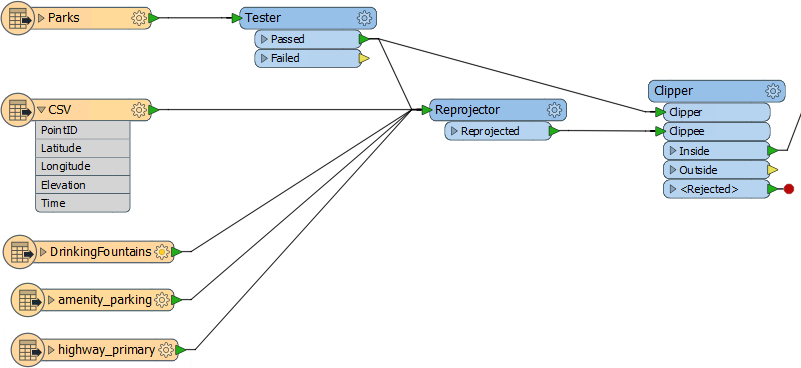 Parks
Tester
Passed
Failed
CSV
PointID
Latitude
Longitude
Elevation
Time
Reprojector
Reprojected
Clipper
Clipper
Clippee
Inside
Outside
<Rejected>
DrinkingFountains
amenity_parking
highway_primary